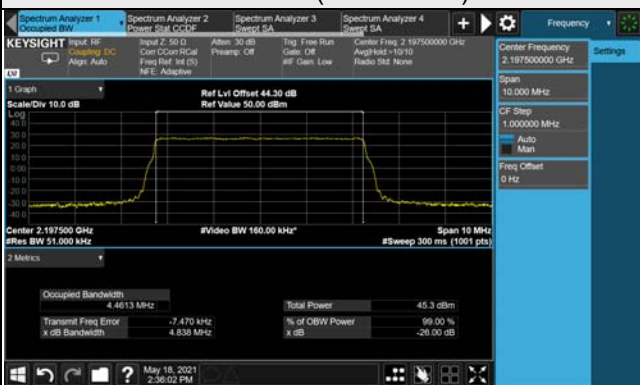 Spectrum Analyzer 1
Occupied BW
Spectrum Analyzer 2
Power Stat CCDF
Spectrum Analyzer 3
Swept SA
Spectrum Analyzer 4
Swept SA
Frequency
KEYSIGHT
Input: RF
Coupling: DC
Align: Auto
Input Z: 50 Ω
Corr CCorr RCal
Freq Ref: Int (S)
NFE: Adaptive
Atten: 30 dB
Preamp: Off
Trig: Free Run
Gate: Off
#IF Gain: Low
Center Freq: 2.197500000 GHz
Avg|Hold:>10/10
Radio Std: None
LXI
Center Frequency
2.197500000 GHz
Settings
Span
10.000 MHz
CF Step
1.000000 MHz
Auto
Man
Freq Offset
0 Hz
1 Graph
Scale/Div 10.0 dB
Ref Lvl Offset 44.30 dB
Ref Value 50.00 dBm
Log
40.0
30.0
20.0
10.0
0.00
-10.0
-20.0
-30.0
-40.0
Center 2.197500 GHz
#Res BW 51.000 kHz
#Video BW 160.00 kHz*
Span 10 MHz
#Sweep 300 ms (1001 pts)
2 Metrics
Occupied Bandwidth
4.4613 MHz
Total Power 45.3 dBm
Transmit Freq Error -7.470 kHz
% of OBW Power 99.00 %
x dB Bandwidth 4.838 MHz
x dB -26.00 dB
?
May 18, 2021
2:36:02 PM